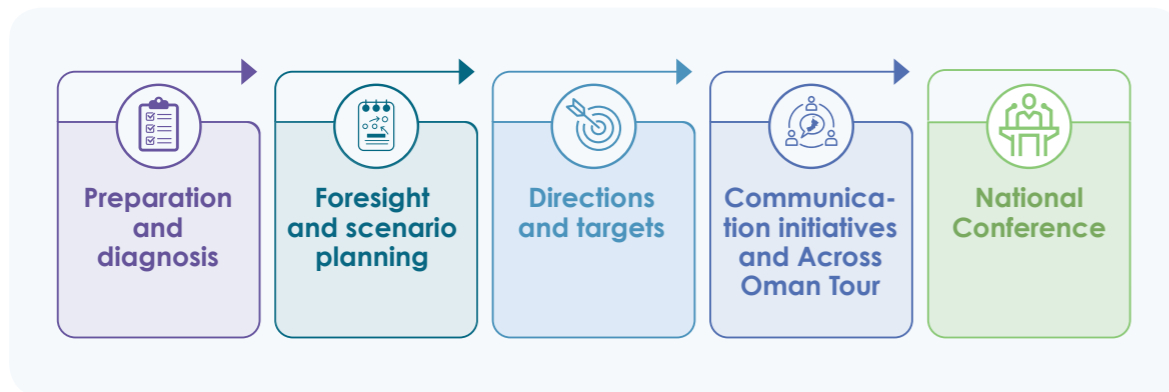 Preparation
and
diagnosis
Foresight
and scenario
planning
Directions
and targets
Communica-
tion initiatives
and Across
Oman Tour
National
Conference